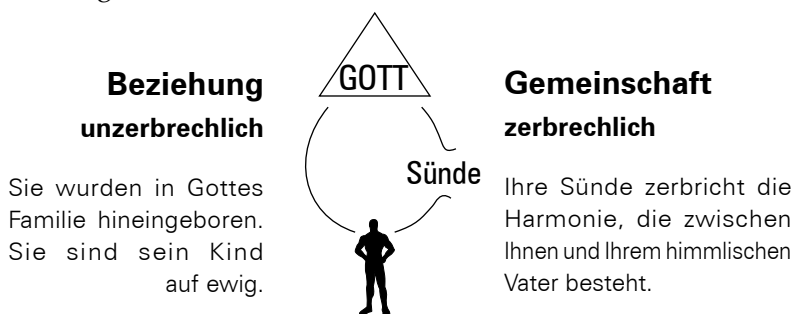 Beziehung
unzerbrechlich
Sie wurden in Gottes
Familie hineingeboren.
Sie sind sein Kind
auf ewig.
GOTT
Sünde
Gemeinschaft
zerbrechlich
Ihre Sünde zerbricht die
Harmonie, die zwischen
Ihnen und Ihrem himmlischen
Vater besteht.